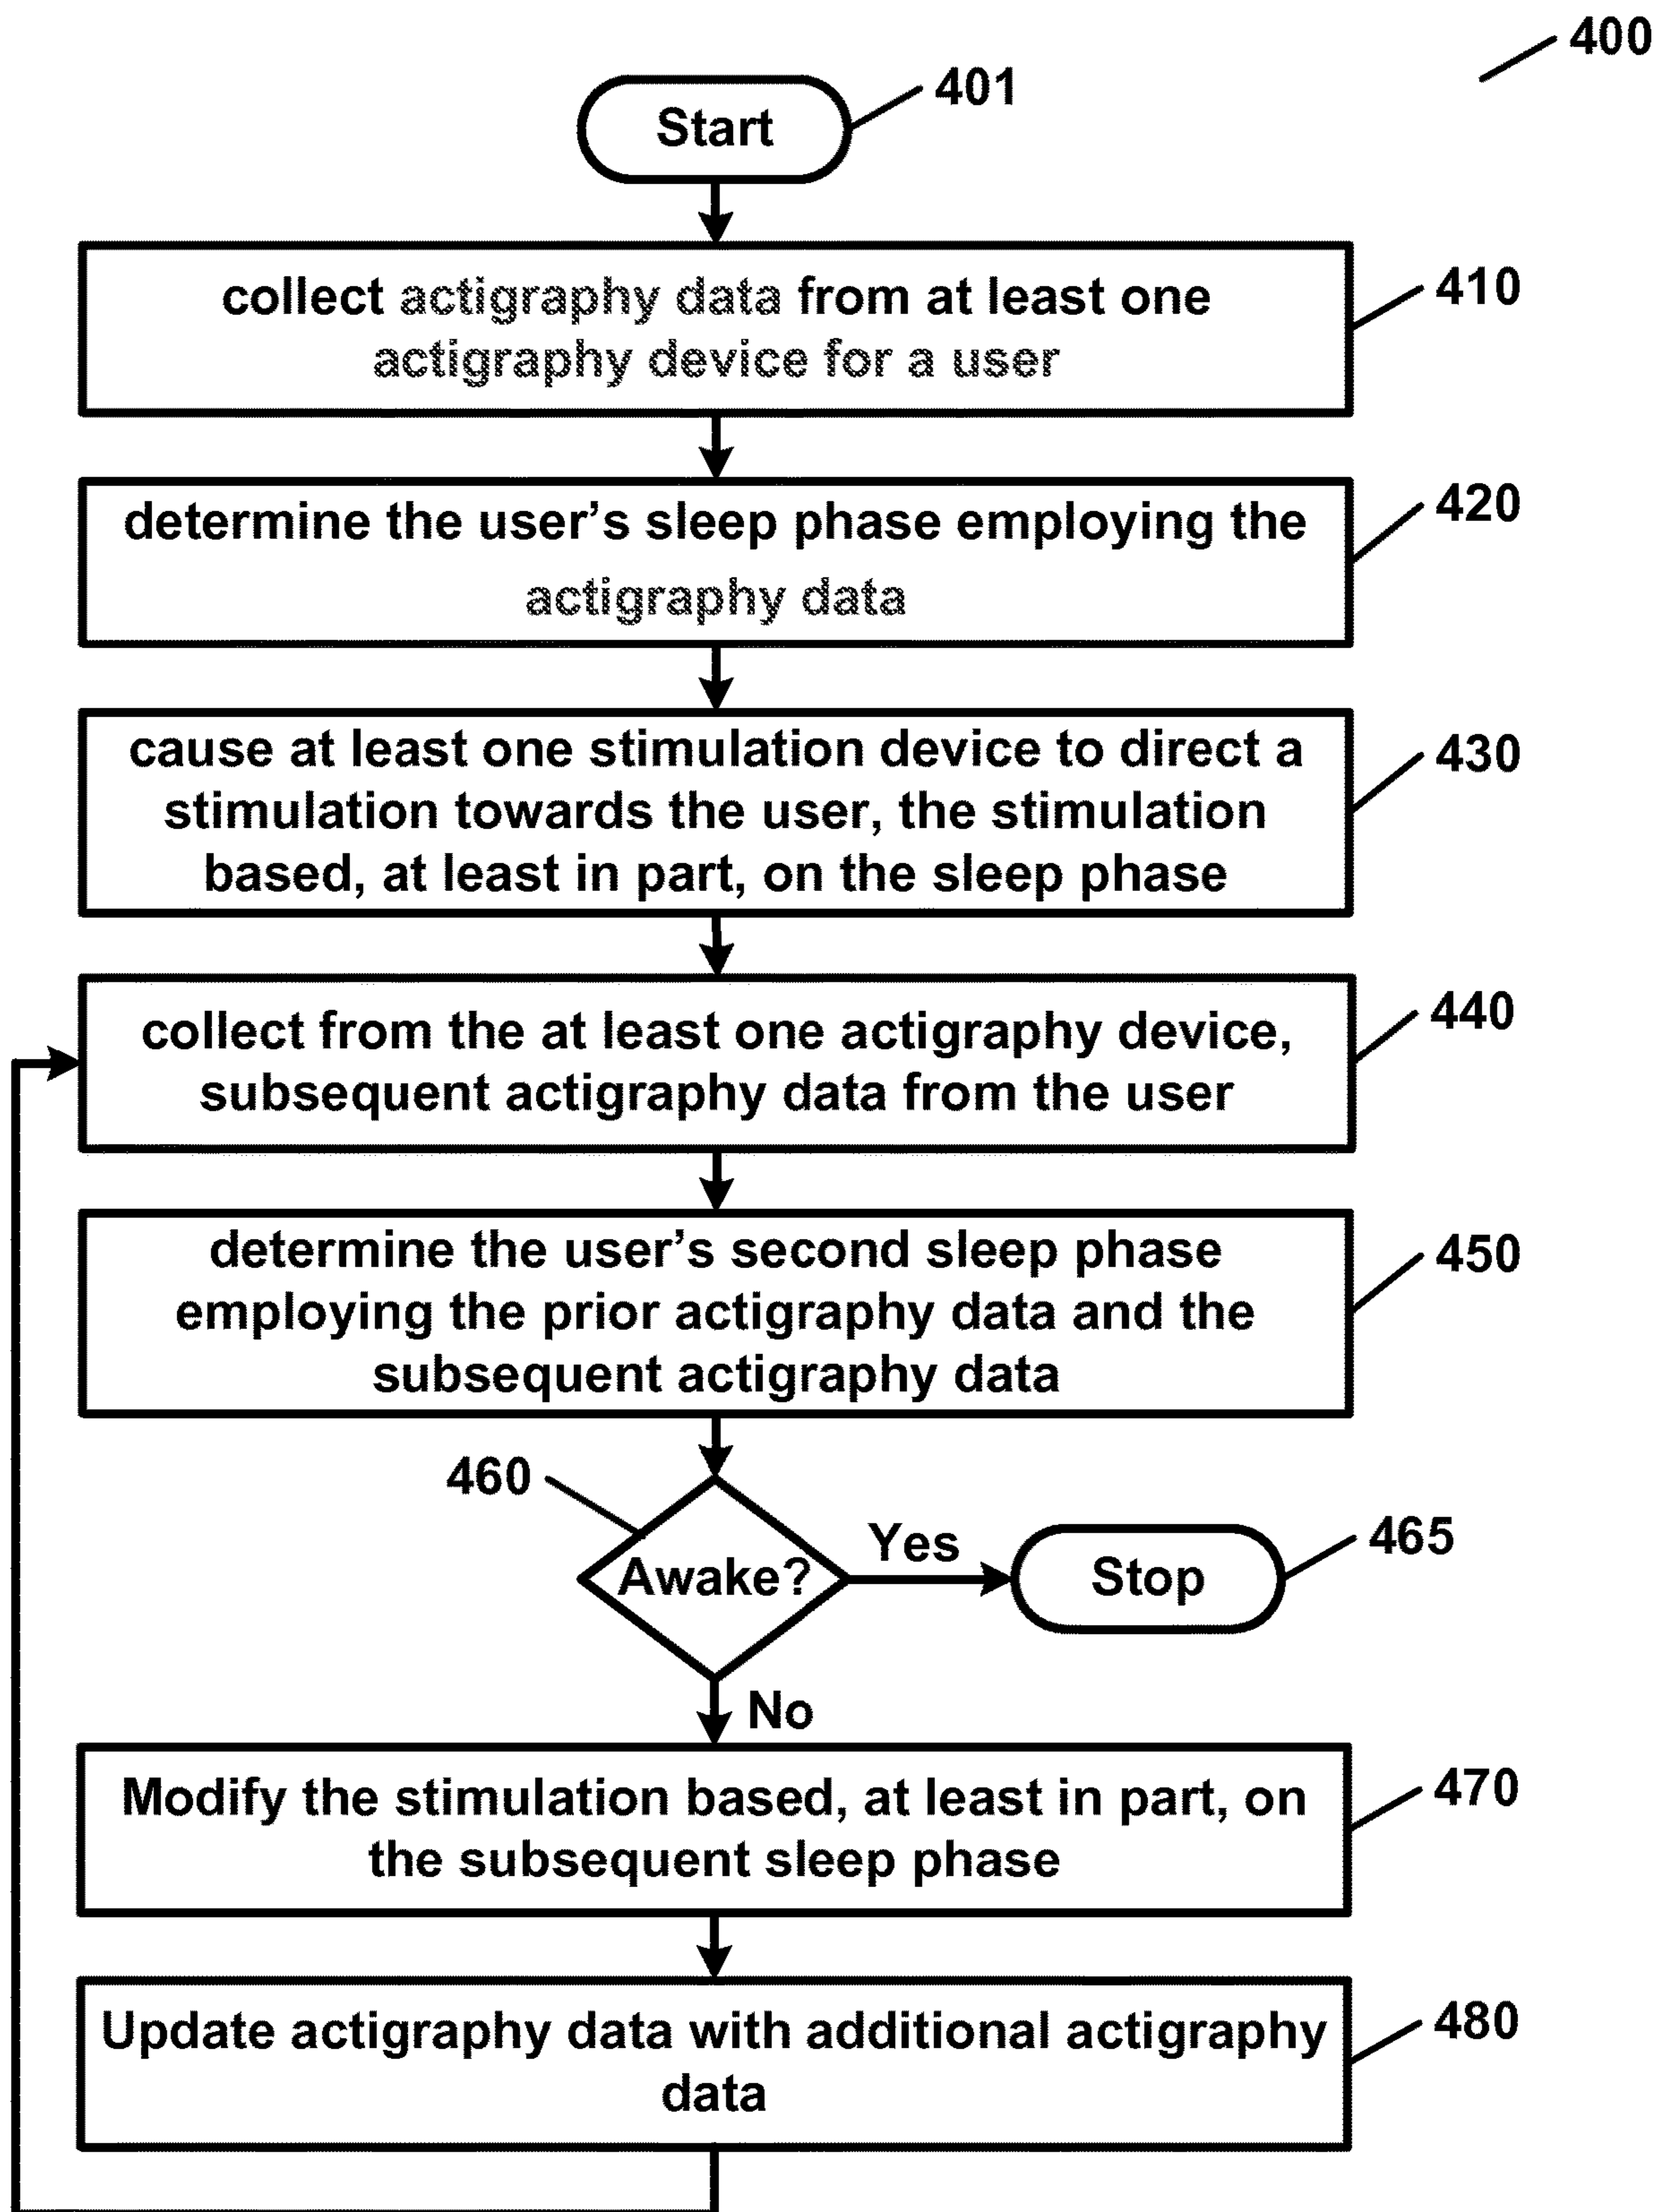 400
Start
401
collect actigraphy data from at least one
actigraphy device for a user
410
determine the user's sleep phase employing the
actigraphy data
420
cause at least one stimulation device to direct a
stimulation towards the user, the stimulation
based, at least in part, on the sleep phase
430
collect from the at least one actigraphy device,
subsequent actigraphy data from the user
440
determine the user's second sleep phase
employing the prior actigraphy data and the
subsequent actigraphy data
450
460
Awake?
Yes
Stop
465
No
Modify the stimulation based, at least in part, on
the subsequent sleep phase
470
Update actigraphy data with additional actigraphy
data
480